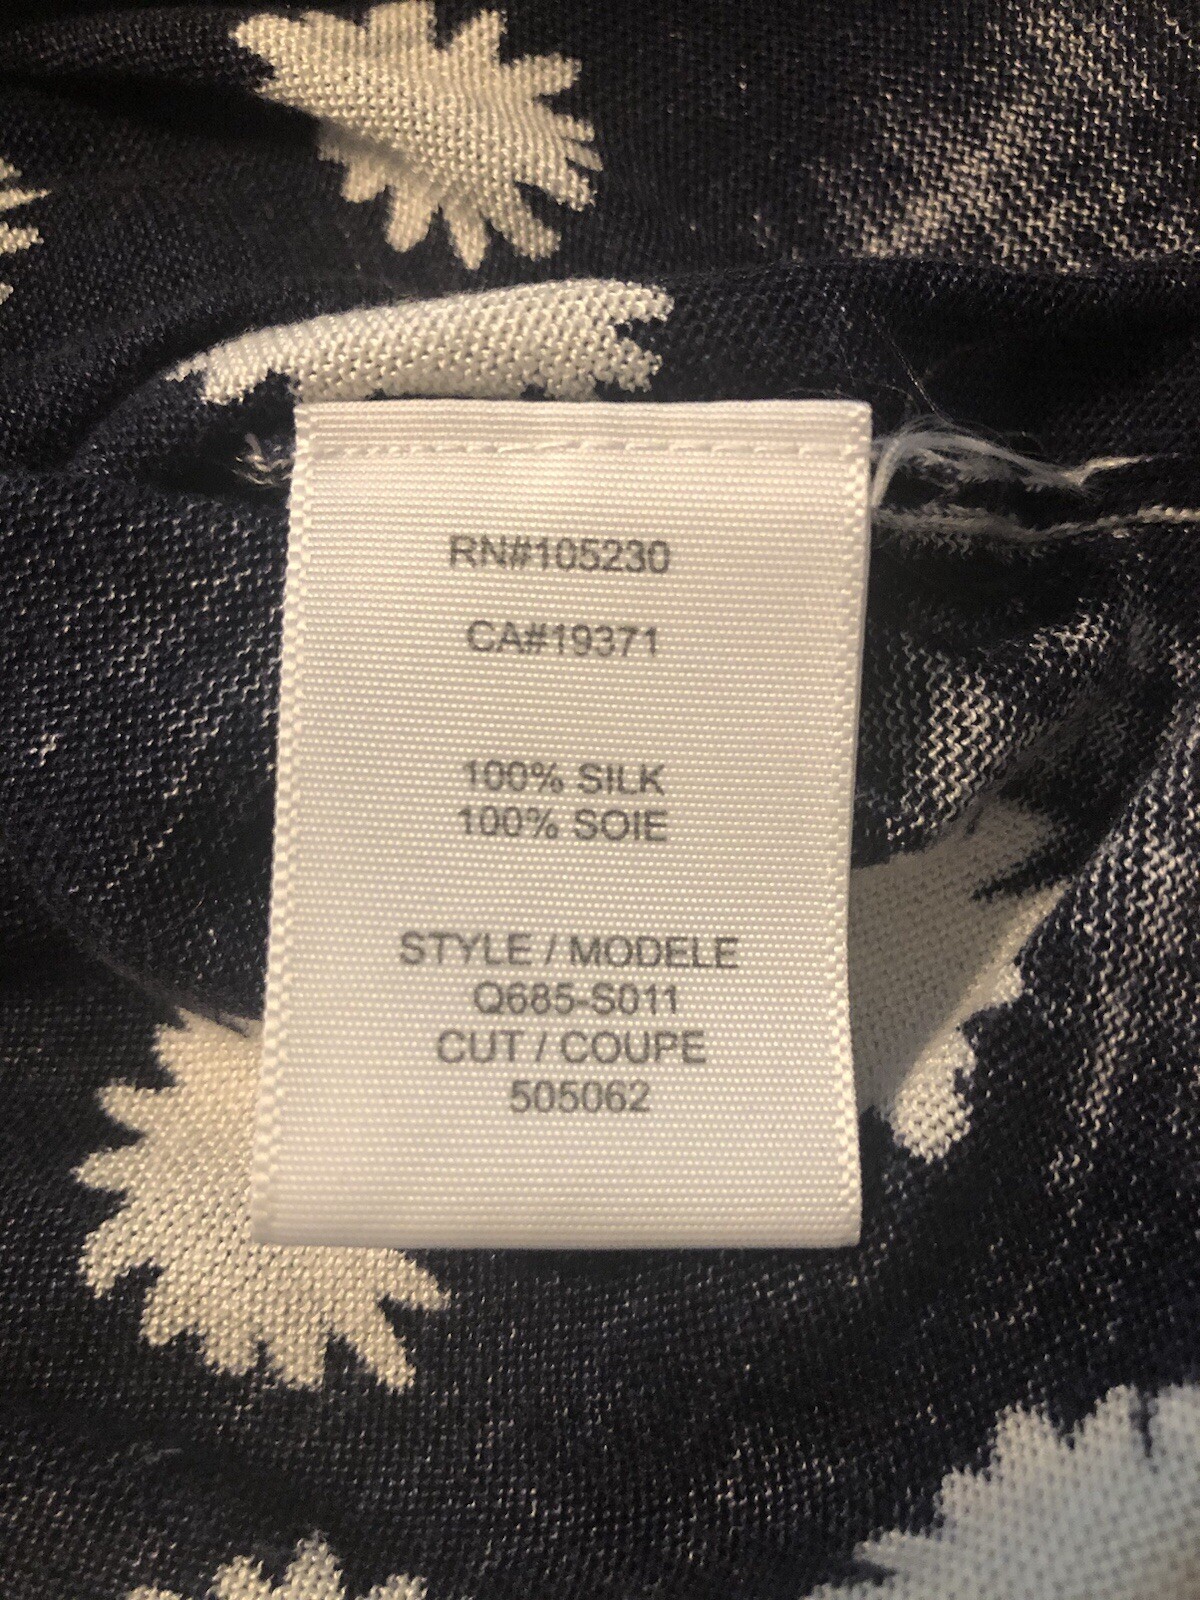 RN#105230
CA#19371
100% SILK
100% SOIE
STYLE / MODELE
Q685-S011
CUT / COUPE
505062